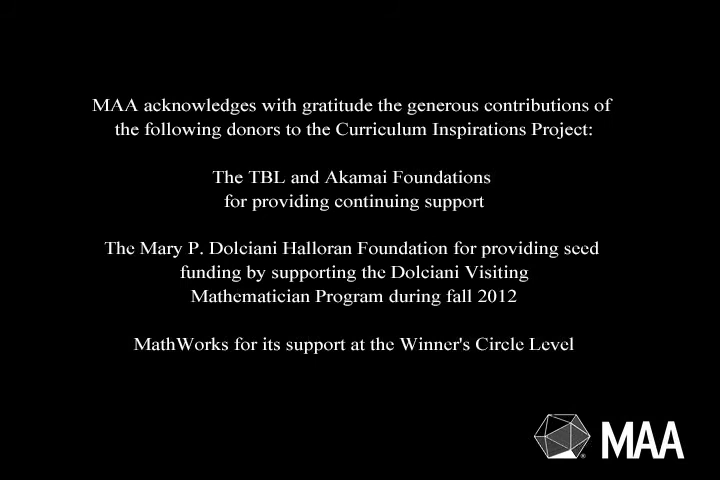 MAA acknowledges with gratitude the generous contributions of
the following donors to the Curriculum Inspirations Project:
The TBL and Akamai Foundations
for providing continuing support
The Mary P. Dolciani Halloran Foundation for providing seed
funding by supporting the Dolciani Visiting
Mathematician Program during fall 2012
MathWorks for its support at the Winner's Circle Level
® MAA